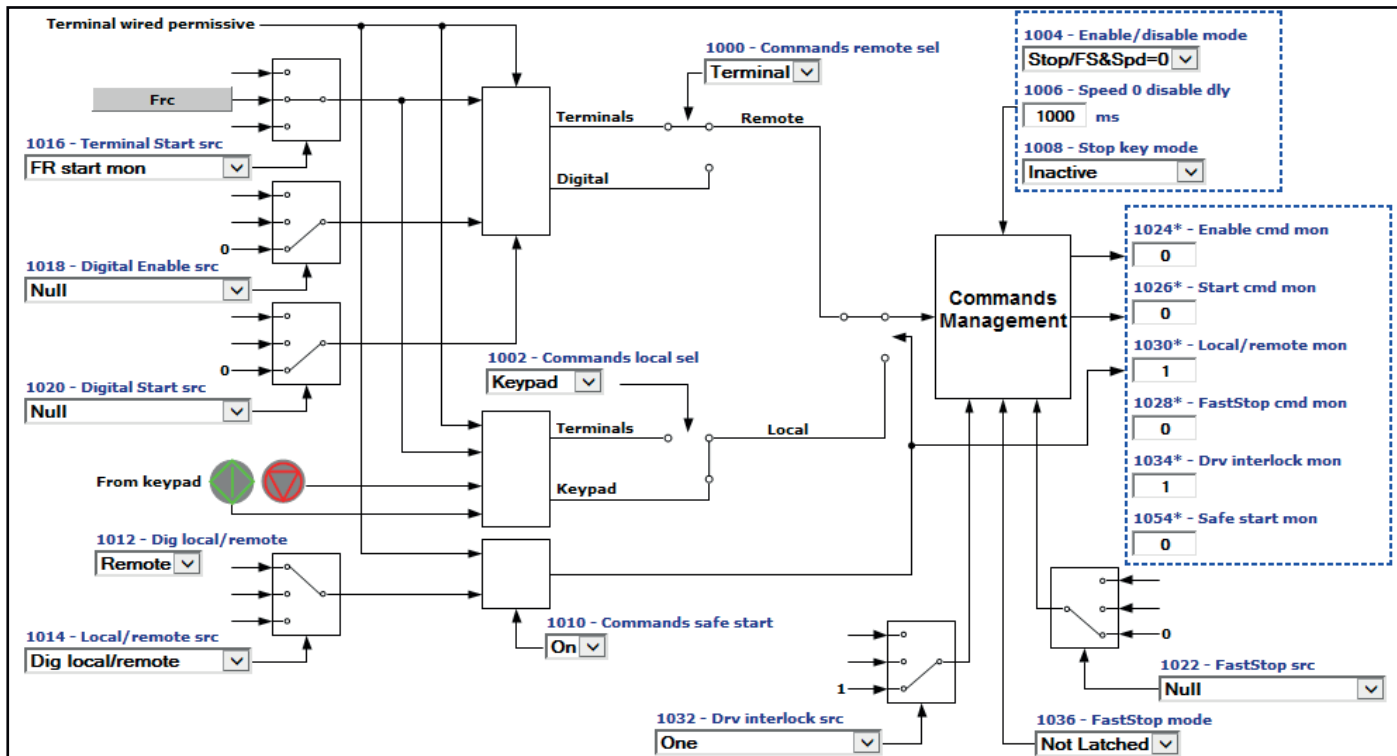 Terminal wired permissive
Frc
1016 - Terminal Start src
FR start mon
0
1018 - Digital Enable src
Null
0
1020 - Digital Start src
Null
From keypad
1012 - Dig local/remote
Remote
1014 - Local/remote src
Dig local/remote
1000 - Commands remote sel
Terminal
Terminals
Remote
Digital
1002 - Commands local sel
Keypad
Terminals
Local
Keypad
1010 - Commands safe start
On
1
1032 - Drv interlock src
One
1004 - Enable/disable mode
Stop/FS&Spd=0
1006 - Speed 0 disable dly
1000 ms
1008 - Stop key mode
Inactive
Commands
Management
1024* - Enable cmd mon
0
1026* - Start cmd mon
0
1030* - Local/remote mon
1
1028* - FastStop cmd mon
0
1034* - Drv interlock mon
1
1054* - Safe start mon
0
0
1022 - FastStop src
Null
1036 - FastStop mode
Not Latched